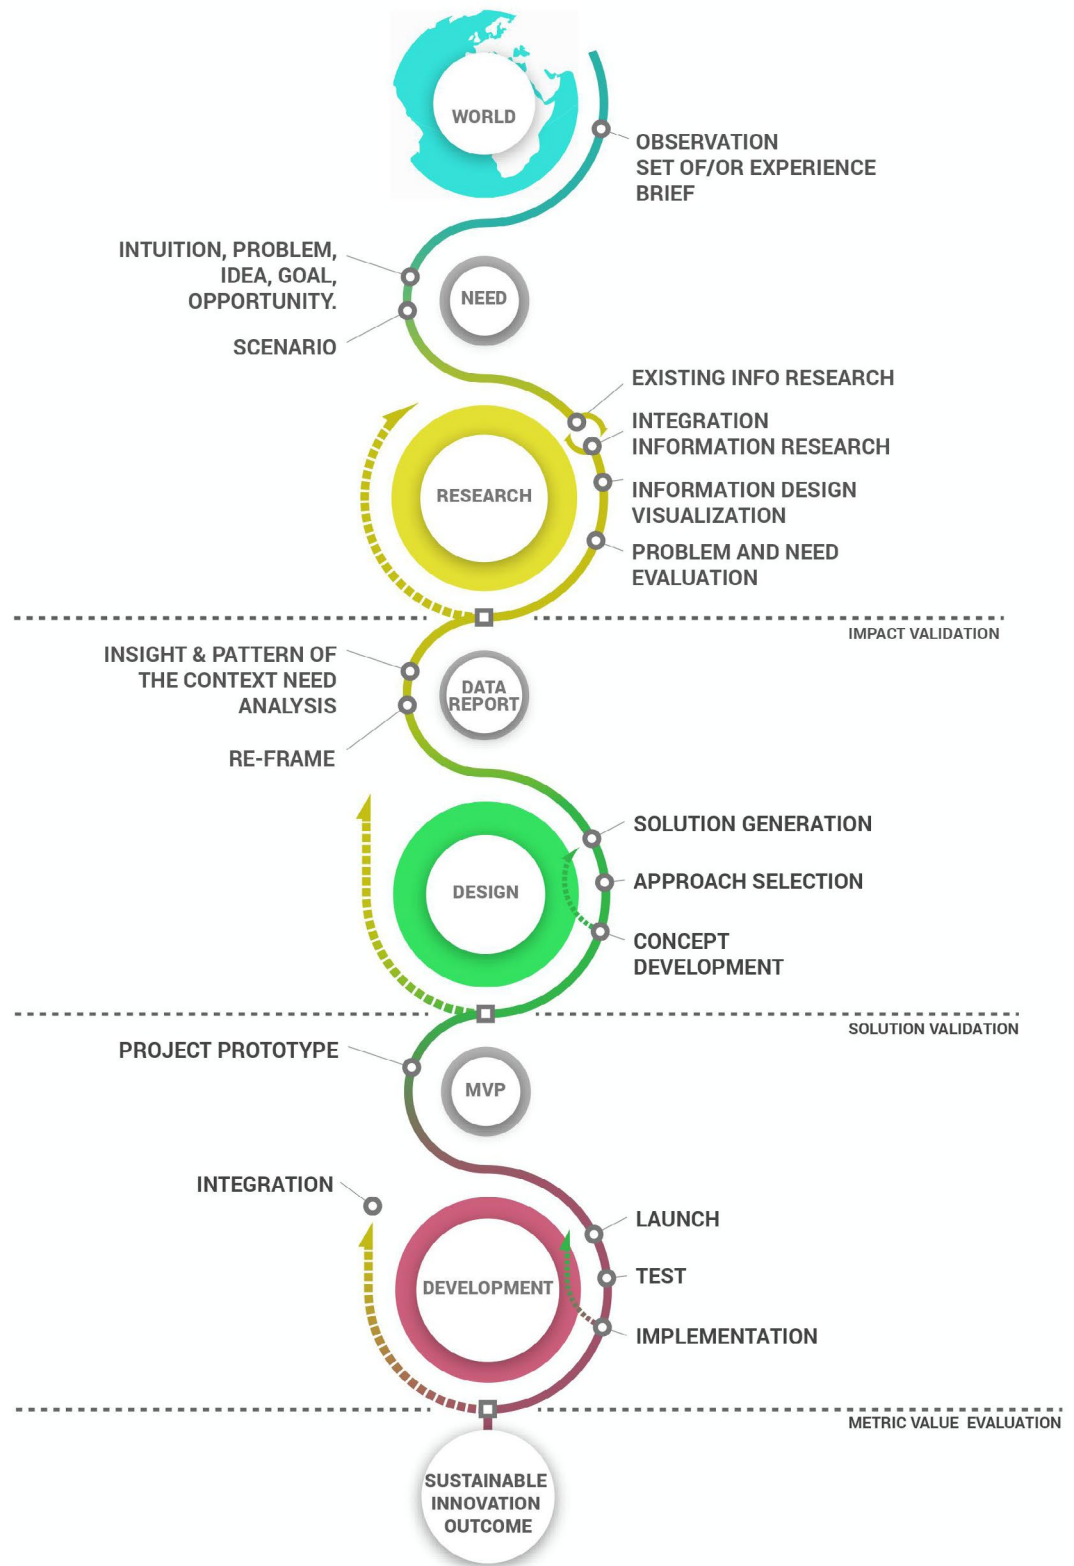 WORLD
OBSERVATION
SET OF/OR EXPERIENCE
BRIEF
INTUITION, PROBLEM,
IDEA, GOAL,
OPPORTUNITY.
NEED
SCENARIO
EXISTING INFO RESEARCH
INTEGRATION
INFORMATION RESEARCH
RESEARCH
INFORMATION DESIGN
VISUALIZATION
PROBLEM AND NEED
EVALUATION
IMPACT VALIDATION
INSIGHT & PATTERN OF
THE CONTEXT NEED
ANALYSIS
DATA
REPORT
RE-FRAME
SOLUTION GENERATION
APPROACH SELECTION
DESIGN
CONCEPT
DEVELOPMENT
SOLUTION VALIDATION
PROJECT PROTOTYPE
MVP
INTEGRATION
LAUNCH
TEST
DEVELOPMENT
IMPLEMENTATION
METRIC VALUE  EVALUATION
SUSTAINABLE
INNOVATION
OUTCOME